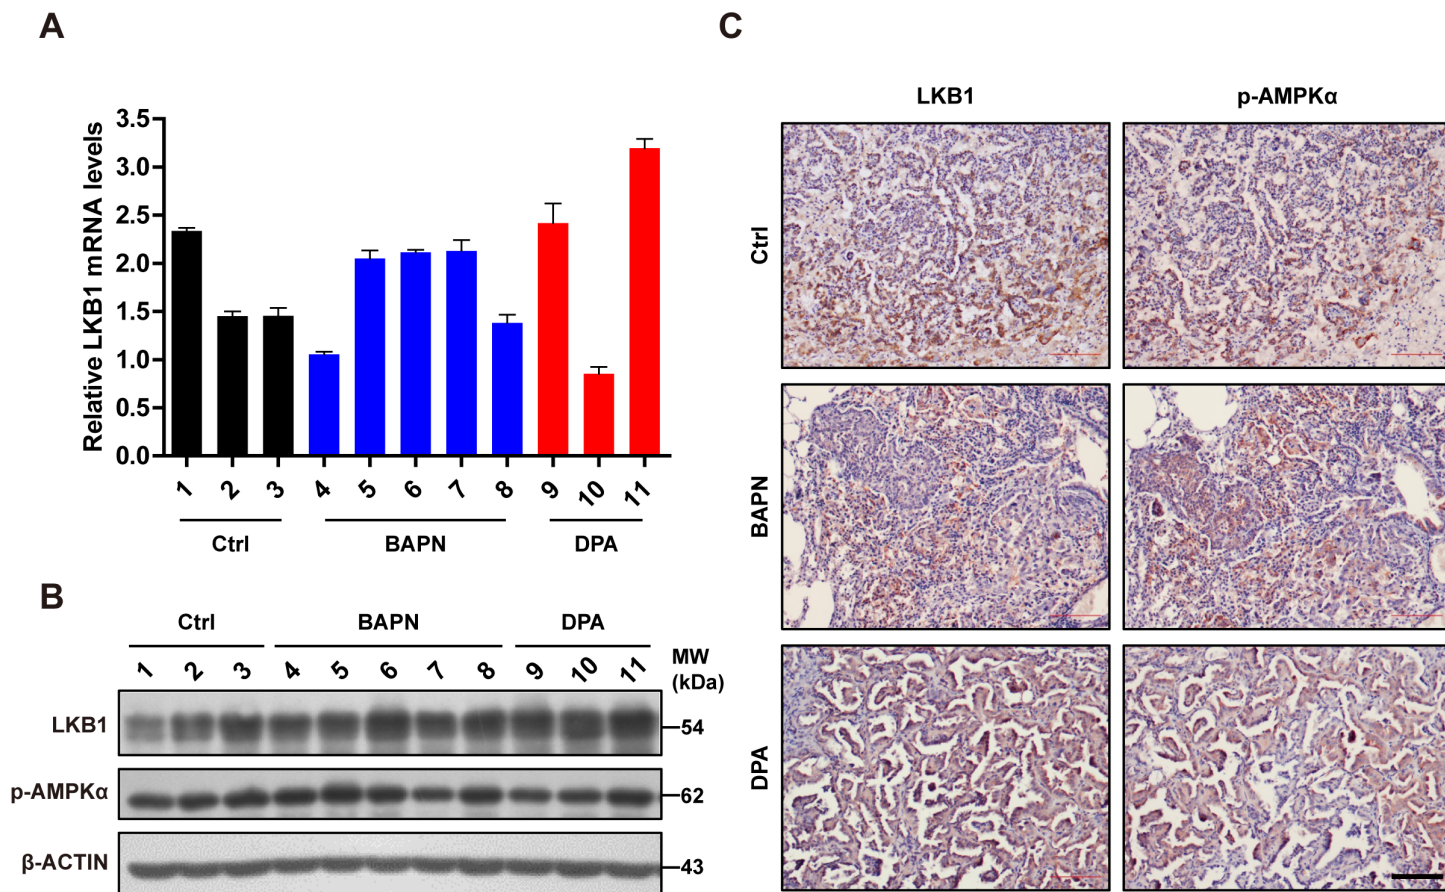 A
Relative LKB1 mRNA levels
3.5
3.0
2.5
2.0
1.5
1.0
0.5
0.0
1 2 3 4 5 6 7 8 9 10 11
Ctrl BAPN DPA
B
Ctrl BAPN DPA
1 2 3 4 5 6 7 8 9 10 11
MW
(kDa)
LKB1 54
p-AMPKα 62
β-ACTIN 43
C
LKB1 p-AMPKα
Ctrl
BAPN
DPA